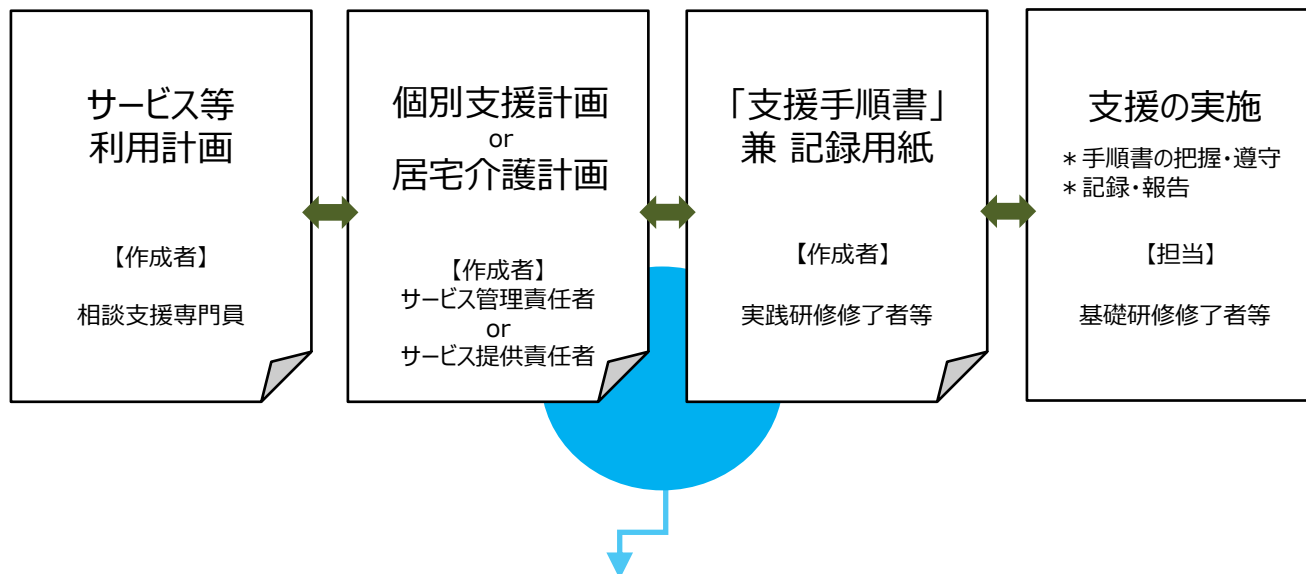 サービス等
利用計画
【作成者】
相談支援専門員
個別支援計画
or
居宅介護計画
【作成者】
サービス管理責任者
or
サービス提供責任者
「支援手順書」
兼 記録用紙
【作成者】
実践研修修了者等
支援の実施
＊手順書の把握・遵守
＊記録・報告
【担当】
基礎研修修了者等